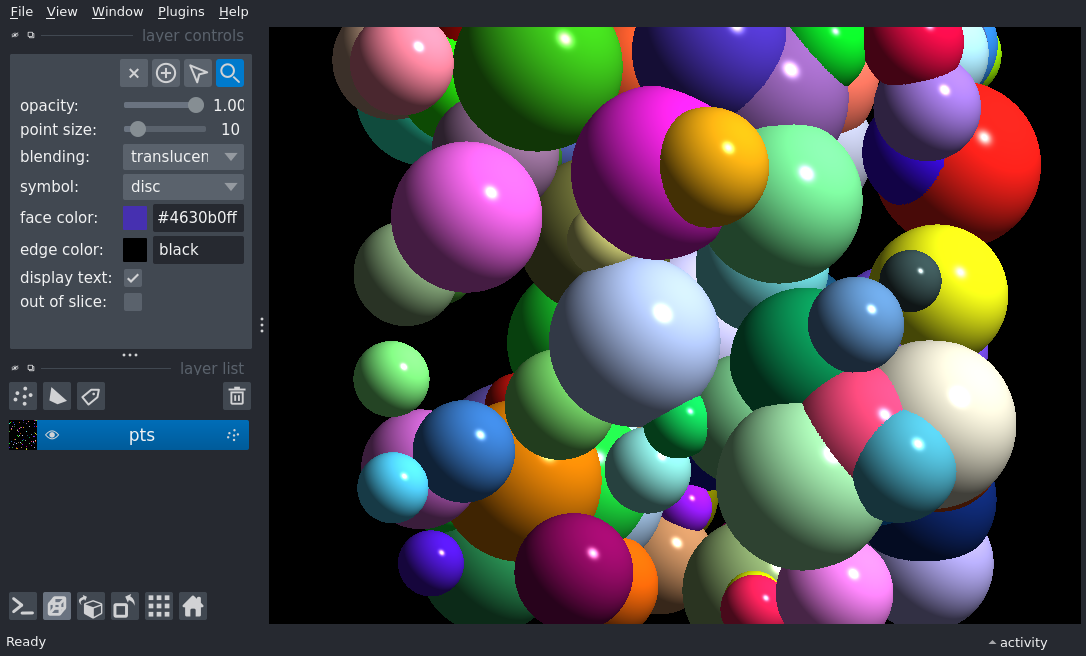 File View Window Plugins Help
layer controls
opacity: 1.00
point size: 10
blending: translucen
symbol: disc
face color: #4630b0ff
edge color: black
display text:
out of slice:
layer list
pts
Ready
activity